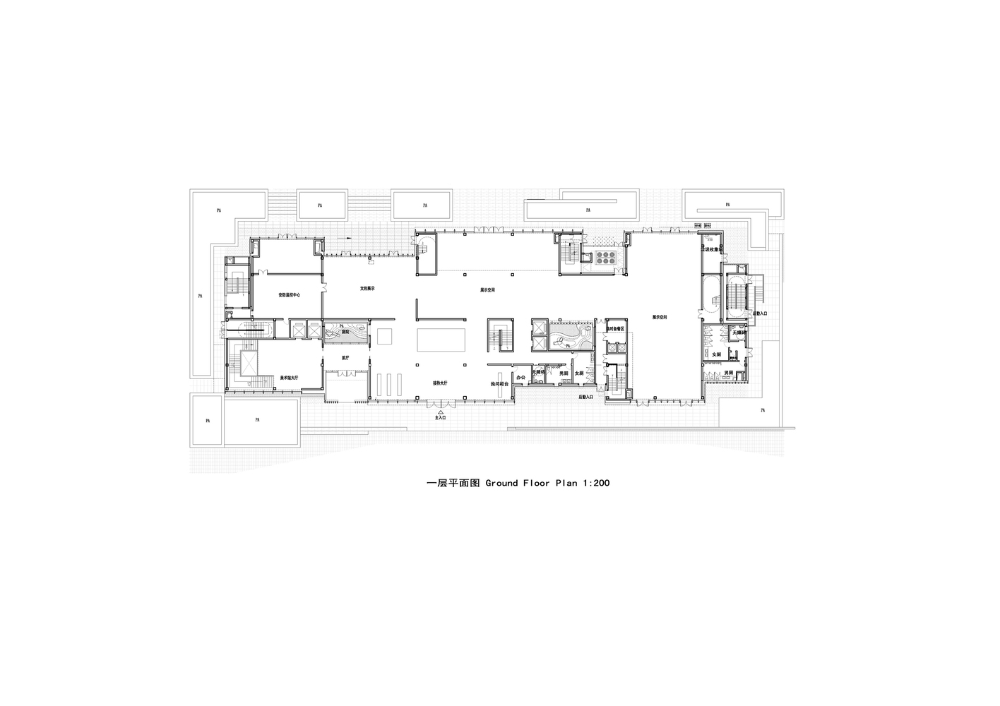 PA
PA
PA
PA
PA
垃圾收集间
文创展示
展示空间
安防监控中心
PA
后勤入口
展示空间
PA
庭院
临时备餐区
无障碍
PA
女厕
前厅
男厕
无障碍
男厕
女厕
办公
美术馆大厅
接待大厅
询问柜台
后勤入口
PA
主入口
PA
PA
一层平面图 Ground Floor Plan 1:200